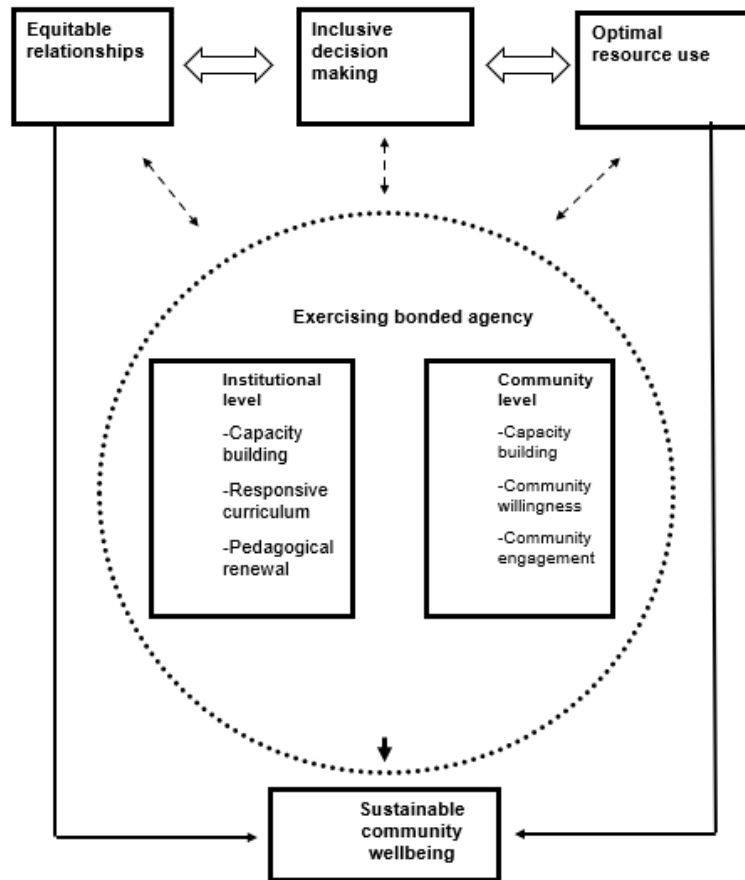 Equitable
relationships
Inclusive
decision
making
Optimal
resource use
Exercising bonded agency
Institutional
level
-Capacity
building
-Responsive
curriculum
-Pedagogical
renewal
Community
level
-Capacity
building
-Community
willingness
-Community
engagement
Sustainable
community
wellbeing